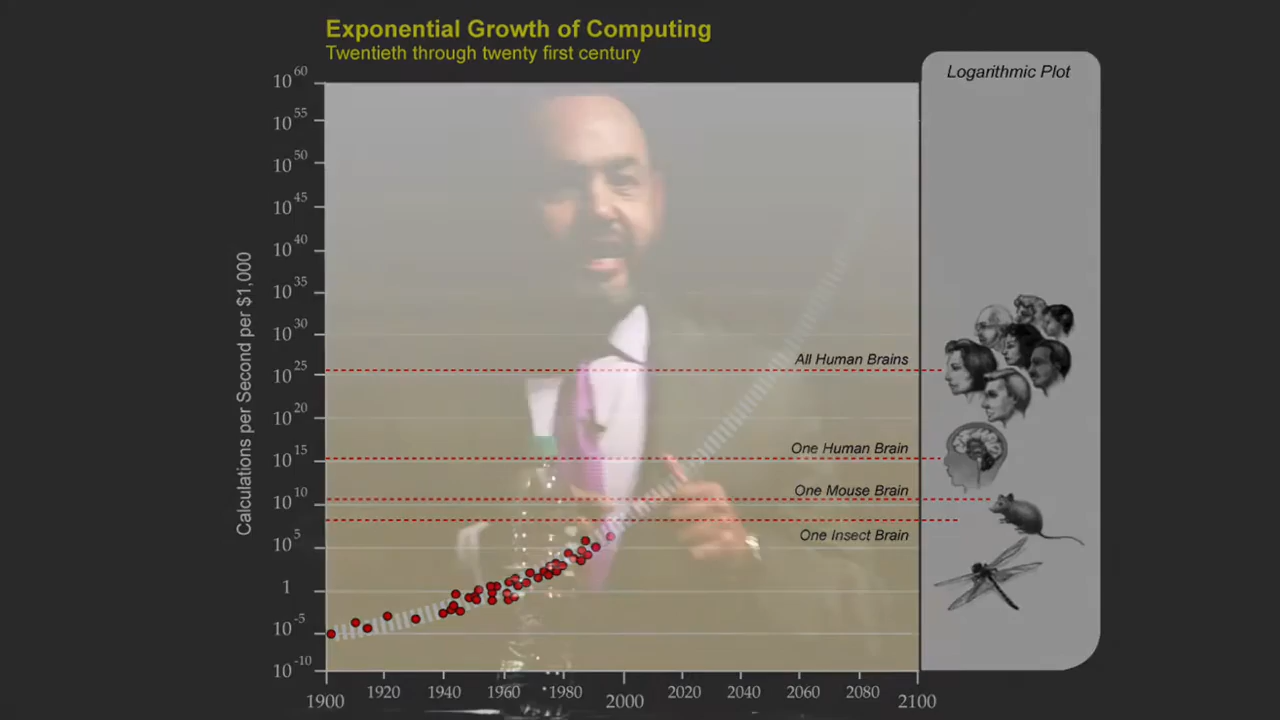 Exponential Growth of Computing
Twentieth through twenty first century
Logarithmic Plot
Calculations per Second per $1,000
10^60
10^55
10^50
10^45
10^40
10^35
10^30
10^25
10^20
10^15
10^10
10^5
1
10^-5
10^-10
All Human Brains
One Human Brain
One Mouse Brain
One Insect Brain
1900 1920 1940 1960 1980 2000 2020 2040 2060 2080 2100